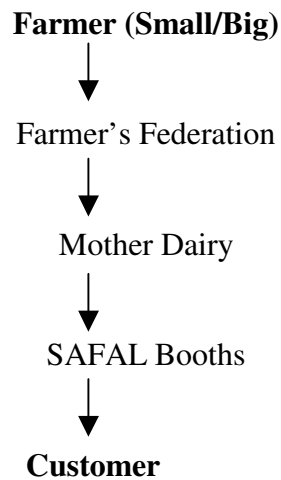 Farmer (Small/Big)
Farmer’s Federation
Mother Dairy
SAFAL Booths
Customer